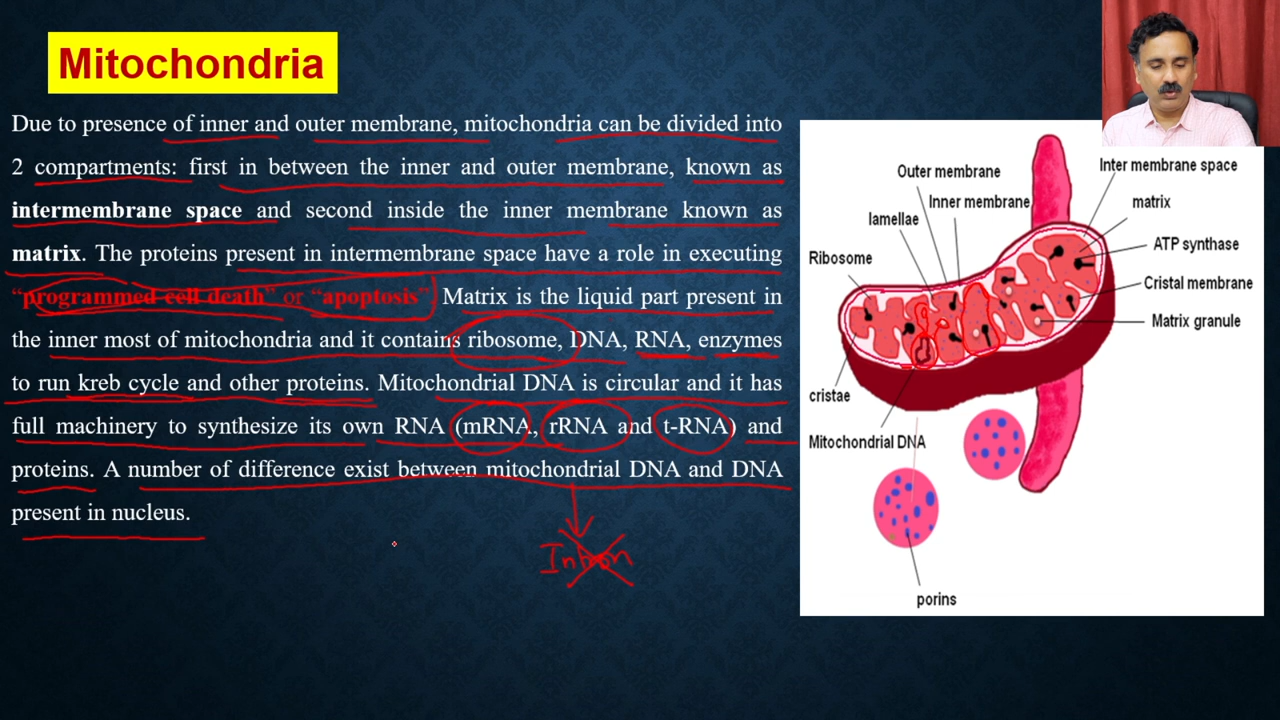 Mitochondria
Due to presence of inner and outer membrane, mitochondria can be divided into
2 compartments: first in between the inner and outer membrane, known as
intermembrane space and second inside the inner membrane known as
matrix. The proteins present in intermembrane space have a role in executing
“programmed cell death” or “apoptosis” Matrix is the liquid part present in
the inner most of mitochondria and it contains ribosome, DNA, RNA, enzymes
to run kreb cycle and other proteins. Mitochondrial DNA is circular and it has
full machinery to synthesize its own RNA (mRNA, rRNA and t-RNA) and
proteins. A number of difference exist between mitochondrial DNA and DNA
present in nucleus.
Intron
Outer membrane
Inter membrane space
Inner membrane
matrix
lamellae
ATP synthase
Ribosome
Cristal membrane
Matrix granule
cristae
Mitochondrial DNA
porins